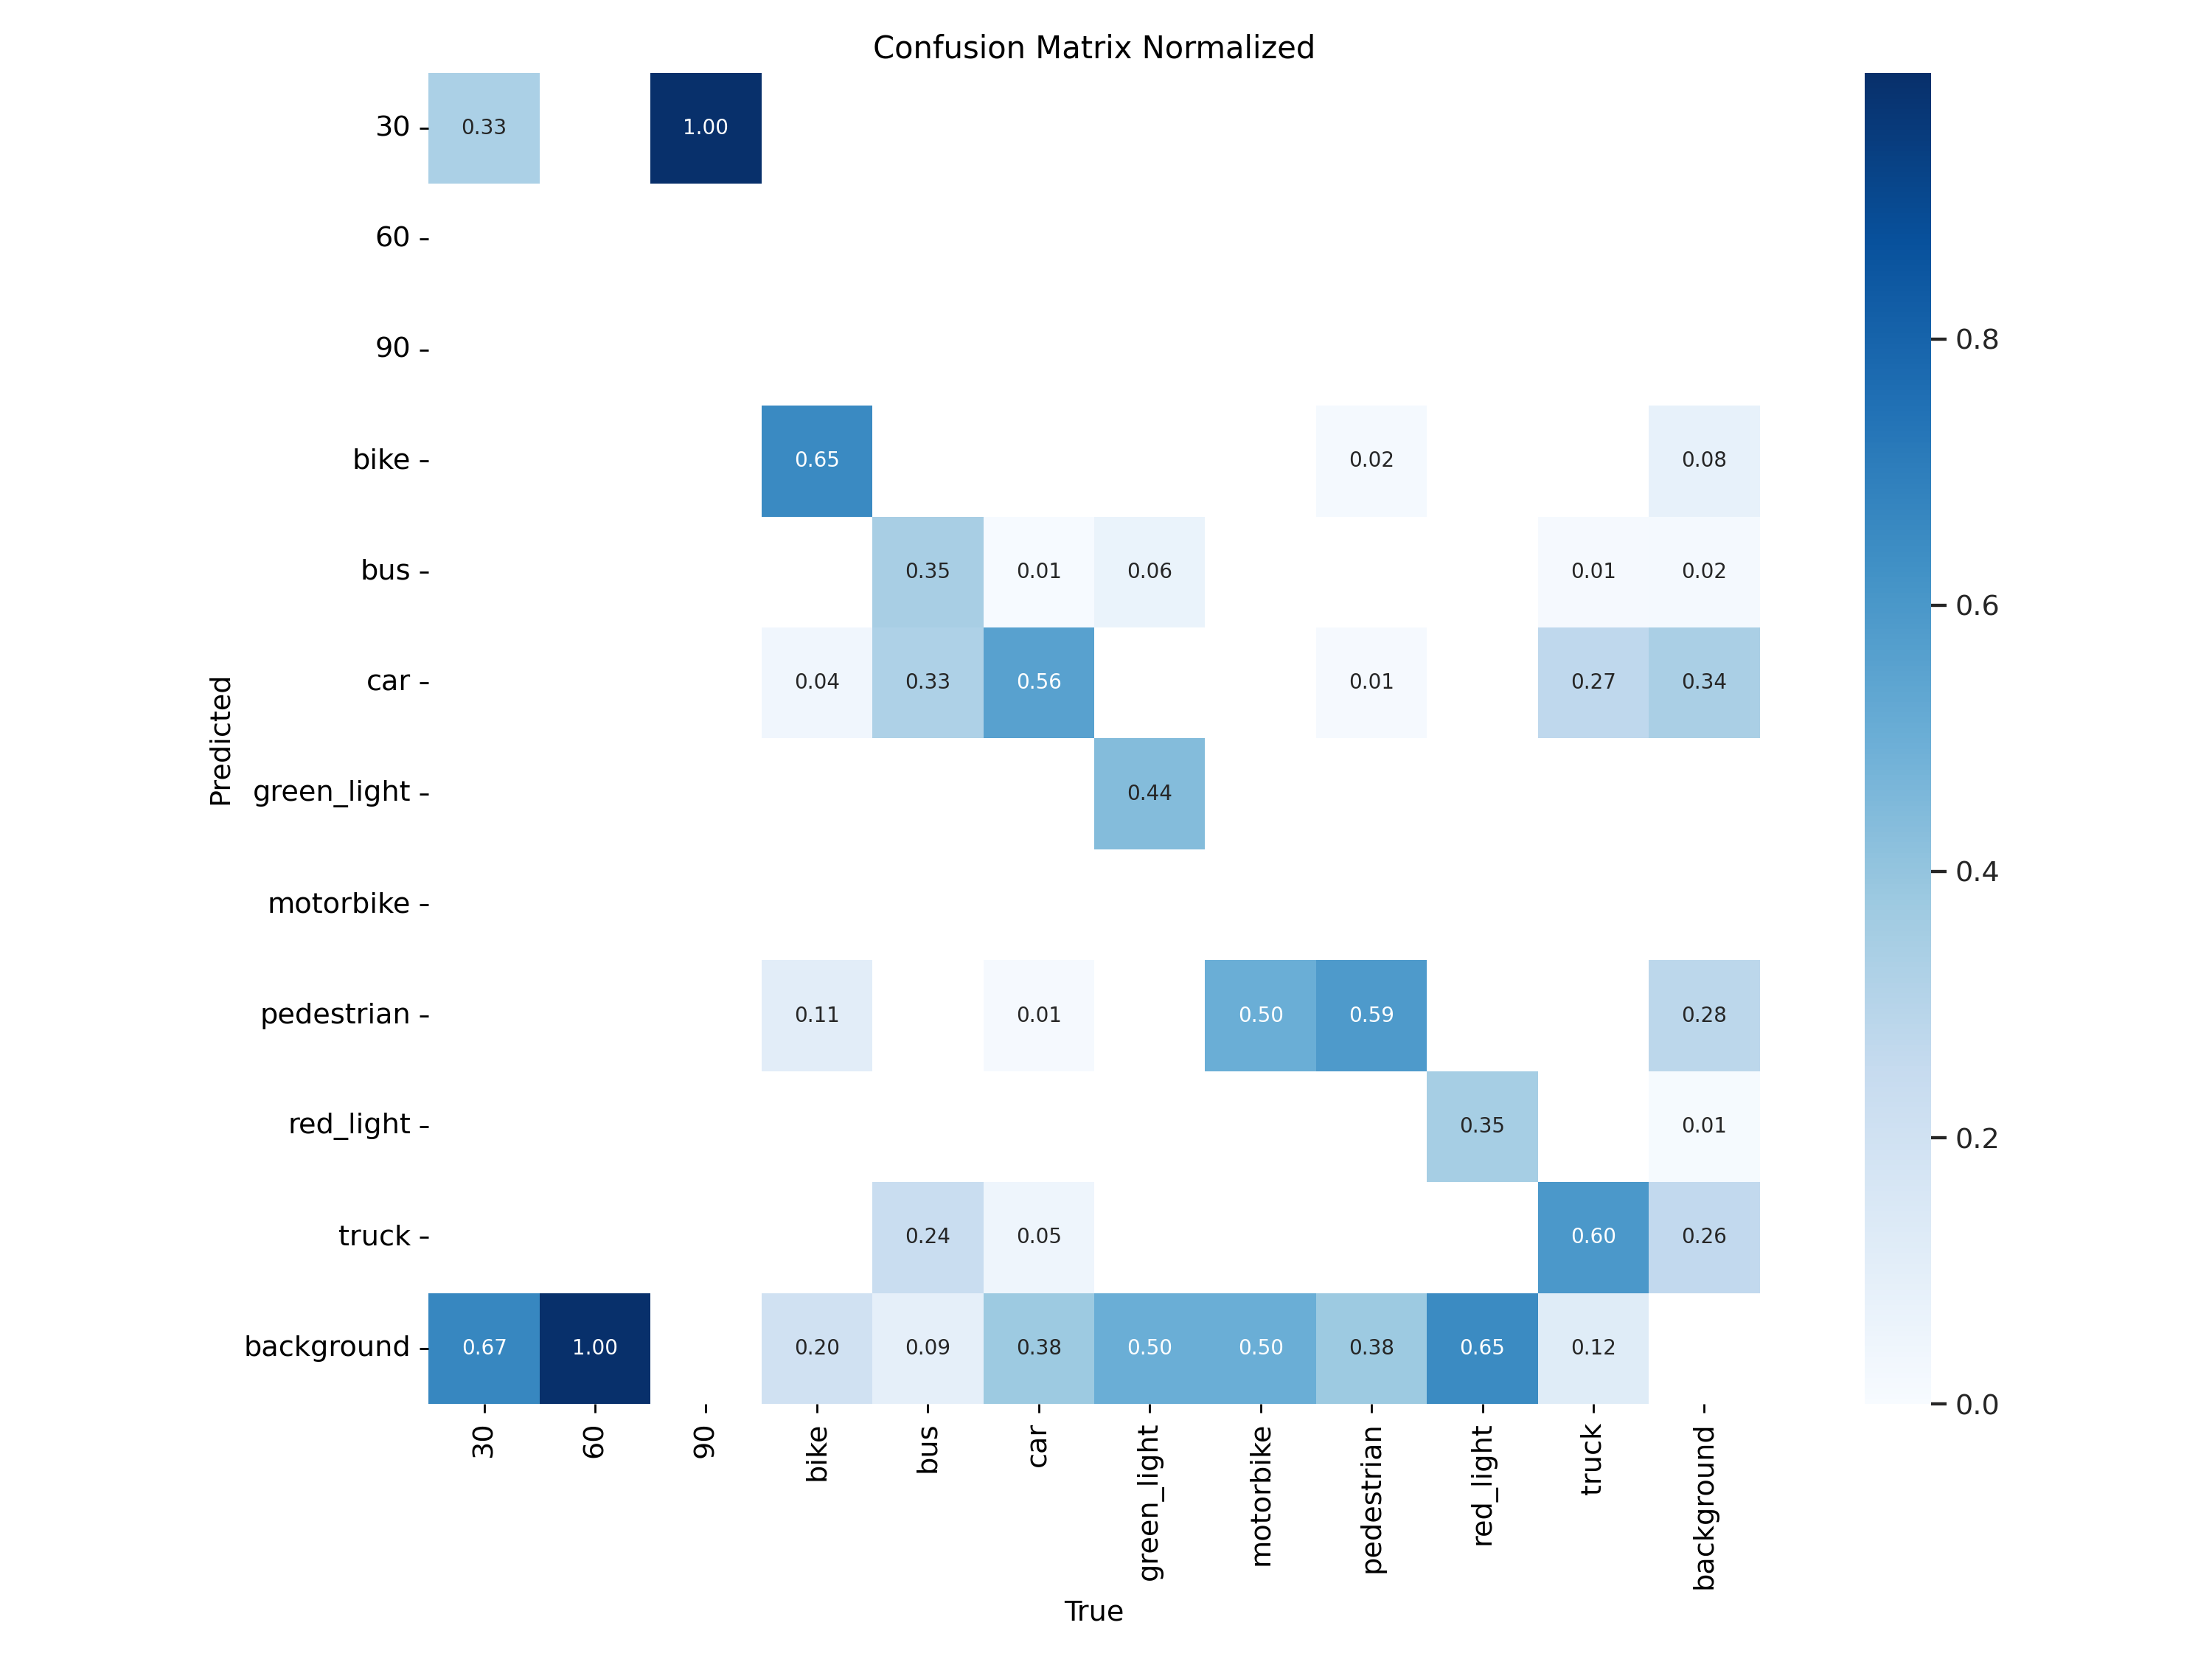 Confusion Matrix Normalized
30 0.33 1.00
60
90
bike 0.65 0.02 0.08
bus 0.35 0.01 0.06 0.01 0.02
car 0.04 0.33 0.56 0.01 0.27 0.34
green_light 0.44
motorbike
pedestrian 0.11 0.01 0.50 0.59 0.28
red_light 0.35 0.01
truck 0.24 0.05 0.60 0.26
background 0.67 1.00 0.20 0.09 0.38 0.50 0.50 0.38 0.65 0.12
Predicted
30 60 90 bike bus car green_light motorbike pedestrian red_light truck background
True
0.8
0.6
0.4
0.2
0.0